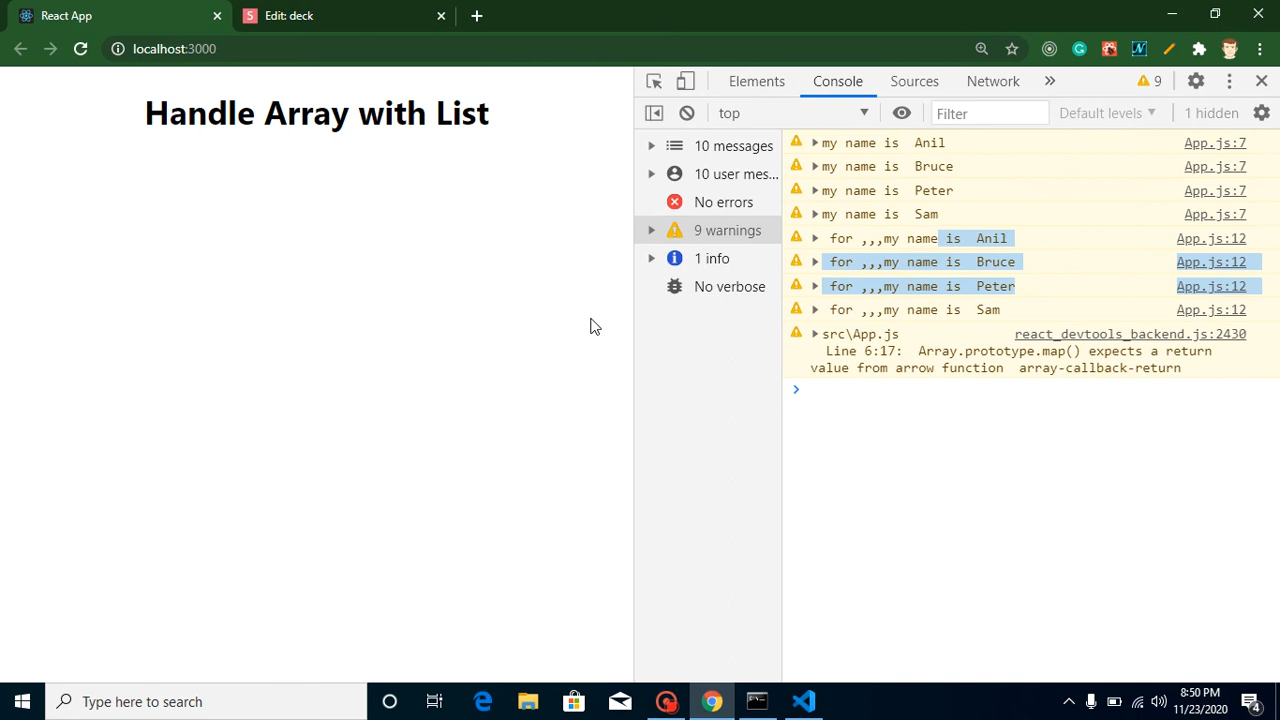 React App
Edit: deck
localhost:3000
Handle Array with List
Elements Console Sources Network » 9
top Filter Default levels 1 hidden
10 messages
10 user mes...
No errors
9 warnings
1 info
No verbose
my name is  Anil App.js:7
my name is  Bruce App.js:7
my name is  Peter App.js:7
my name is  Sam App.js:7
for ,,,my name is  Anil App.js:12
for ,,,my name is  Bruce App.js:12
for ,,,my name is  Peter App.js:12
for ,,,my name is  Sam App.js:12
src\App.js react_devtools_backend.js:2430
Line 6:17:  Array.prototype.map() expects a return
value from arrow function  array-callback-return
Type here to search
8:50 PM
11/23/2020
4